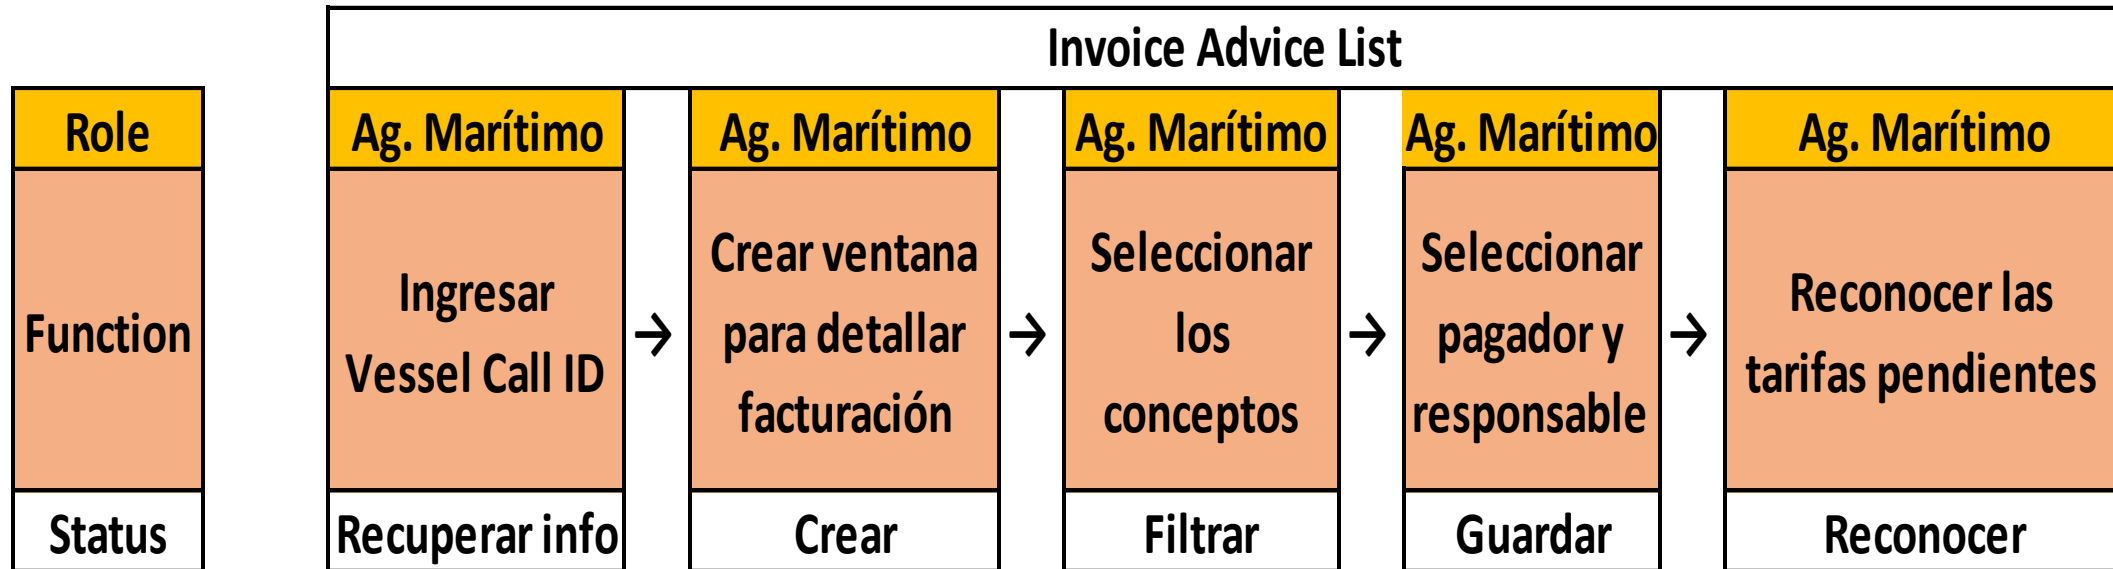 Invoice Advice List
Role
Ag. Marítimo
Ag. Marítimo
Ag. Marítimo
Ag. Marítimo
Ag. Marítimo
Function
Ingresar
Vessel Call ID
→
Crear ventana
para detallar
facturación
→
Seleccionar
los
conceptos
→
Seleccionar
pagador y
responsable
→
Reconocer las
tarifas pendientes
Status
Recuperar info
Crear
Filtrar
Guardar
Reconocer